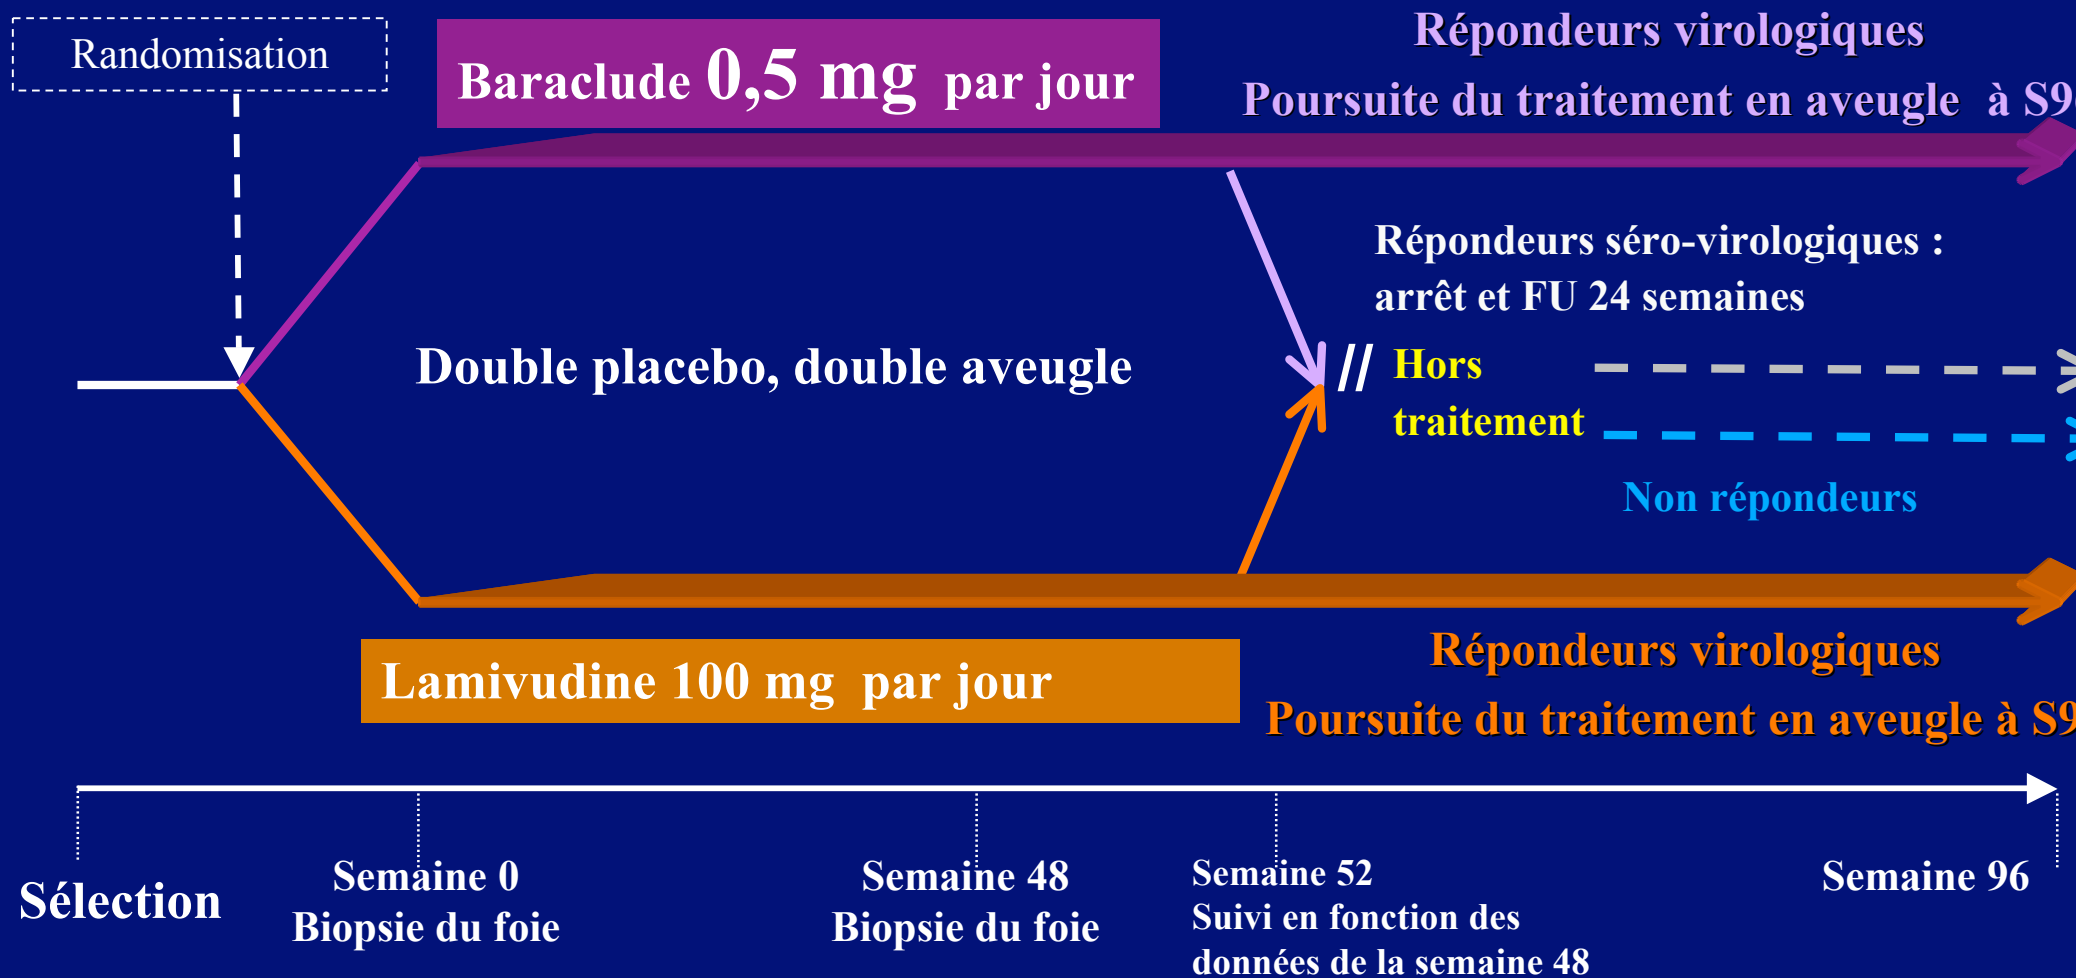 Randomisation
Baraclude 0,5 mg par jour
Répondeurs virologiques
Poursuite du traitement en aveugle à
Répondeurs séro-virologiques :
arrêt et FU 24 semaines
Double placebo, double aveugle
// Hors
traitement
Non répondeurs
Lamivudine 100 mg par jour
Répondeurs virologiques
Poursuite du traitement en aveugle à
Sélection
Semaine 0
Biopsie du foie
Semaine 48
Biopsie du foie
Semaine 52
Suivi en fonction des
données de la semaine 48
Semaine 96